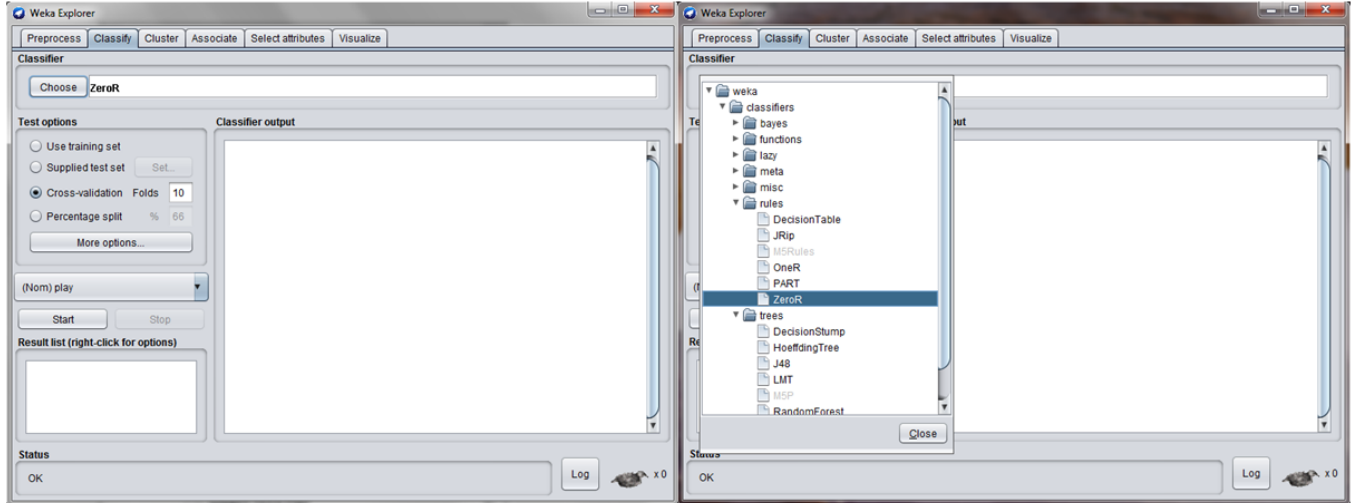 Weka Explorer
Preprocess Classify Cluster Associate Select attributes Visualize
Classifier
Choose ZeroR
Test options
Classifier output
Use training set
Supplied test set Set...
Cross-validation Folds 10
Percentage split % 66
More options...
(Nom) play
Start Stop
Result list (right-click for options)
Status
OK
Log
x 0
Weka Explorer
Preprocess Classify Cluster Associate Select attributes Visualize
Classifier
weka
classifiers
bayes
functions
lazy
meta
misc
rules
DecisionTable
JRip
M5Rules
OneR
PART
ZeroR
trees
DecisionStump
HoeffdingTree
J48
LMT
M5P
RandomForest
Close
Status
OK
Log
x 0